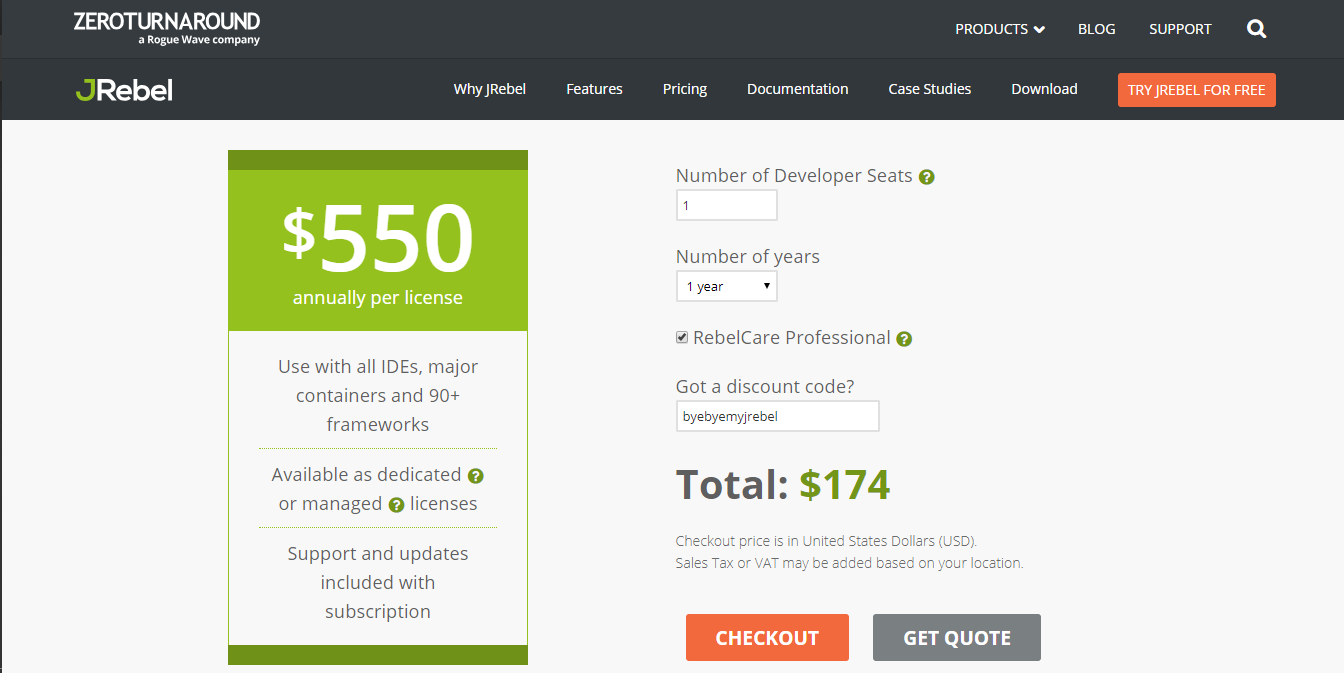 ZEROTURNAROUND
a Rogue Wave company
PRODUCTS
BLOG
SUPPORT
JRebel
Why JRebel
Features
Pricing
Documentation
Case Studies
Download
TRY JREBEL FOR FREE
$550
annually per license
Use with all IDEs, major
containers and 90+
frameworks
Available as dedicated ?
or managed ? licenses
Support and updates
included with
subscription
Number of Developer Seats ?
1
Number of years
1 year
RebelCare Professional ?
Got a discount code?
byebyemyjrebel
Total: $174
Checkout price is in United States Dollars (USD).
Sales Tax or VAT may be added based on your location.
CHECKOUT
GET QUOTE